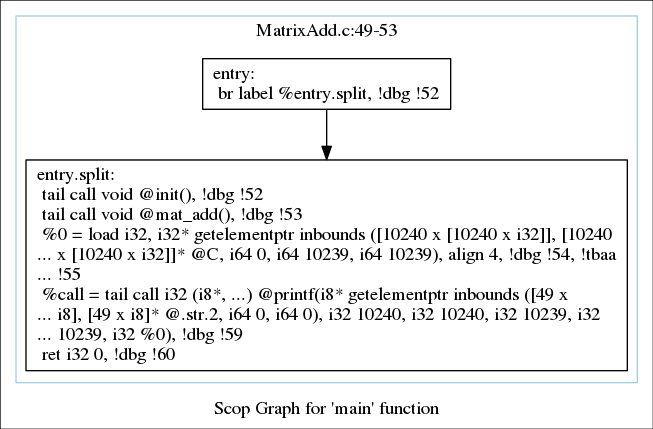 MatrixAdd.c:49-53
entry:
br label %entry.split, !dbg !52
entry.split:
tail call void @init(), !dbg !52
tail call void @mat_add(), !dbg !53
%0 = load i32, i32* getelementptr inbounds ([10240 x [10240 x i32]], [10240
... x [10240 x i32]]* @C, i64 0, i64 10239, i64 10239), align 4, !dbg !54, !tbaa
... !55
%call = tail call i32 (i8*, ...) @printf(i8* getelementptr inbounds ([49 x
... i8], [49 x i8]* @.str.2, i64 0, i64 0), i32 10240, i32 10240, i32 10239, i32
... 10239, i32 %0), !dbg !59
ret i32 0, !dbg !60
Scop Graph for 'main' function